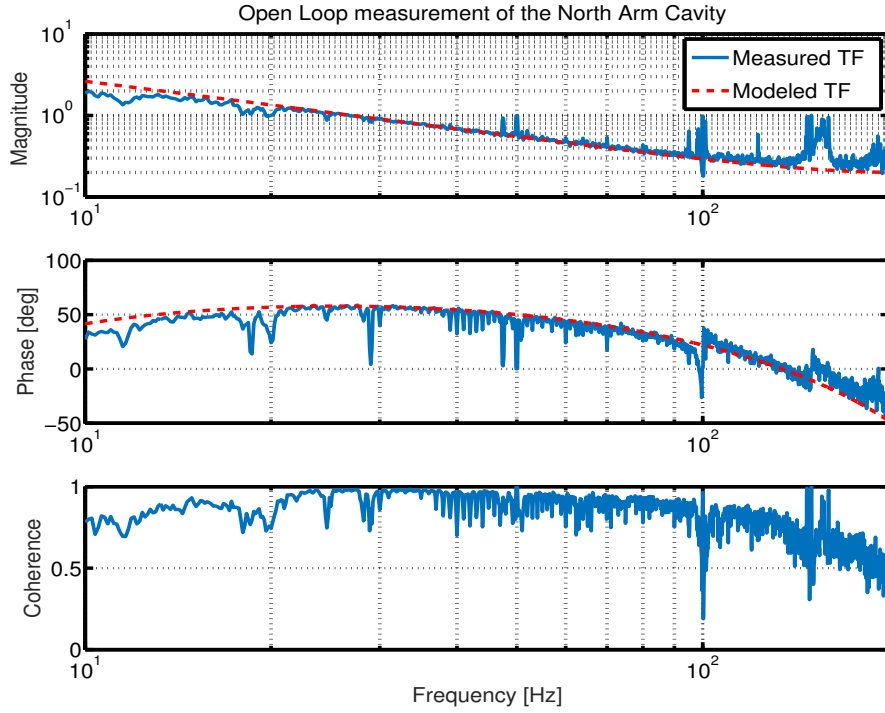 Open Loop measurement of the North Arm Cavity
Magnitude
10^1
10^0
10^-1
10^1
10^2
Measured TF
Modeled TF
Phase [deg]
100
50
0
−50
10^1
10^2
Coherence
1
0.5
0
10^1
10^2
Frequency [Hz]